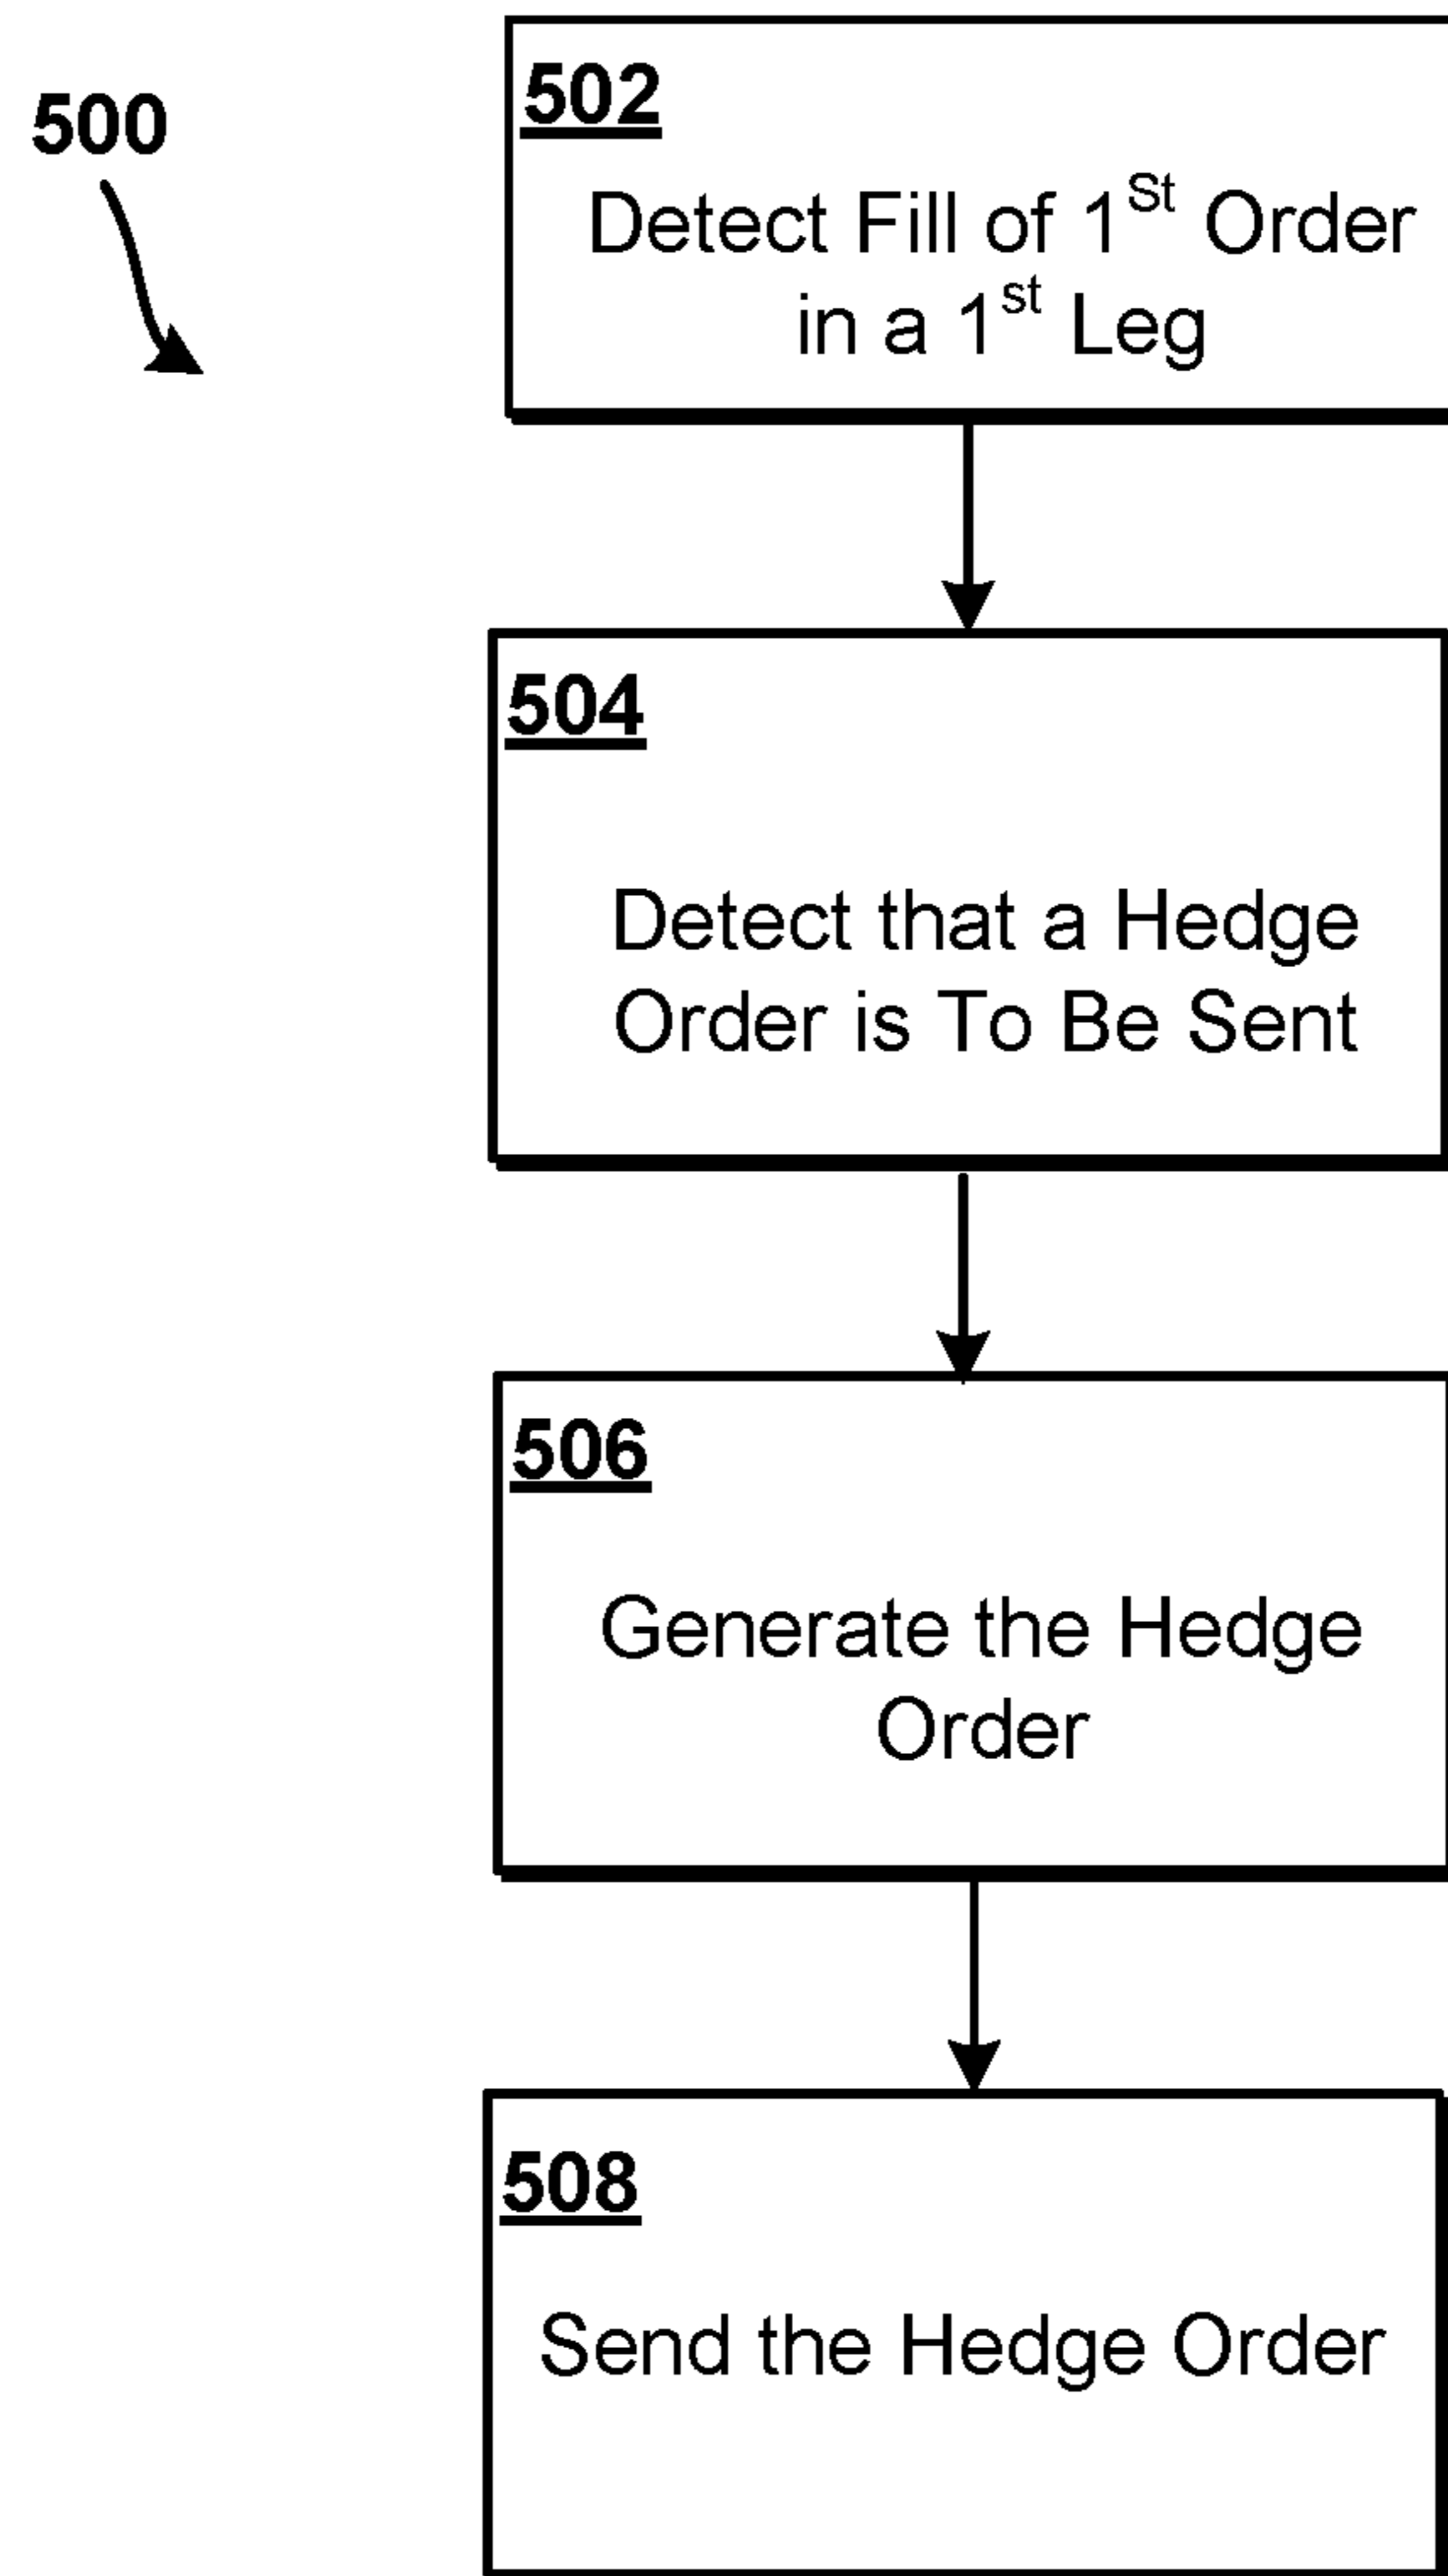 500
502
Detect Fill of 1St Order
in a 1st Leg
504
Detect that a Hedge
Order is To Be Sent
506
Generate the Hedge
Order
508
Send the Hedge Order